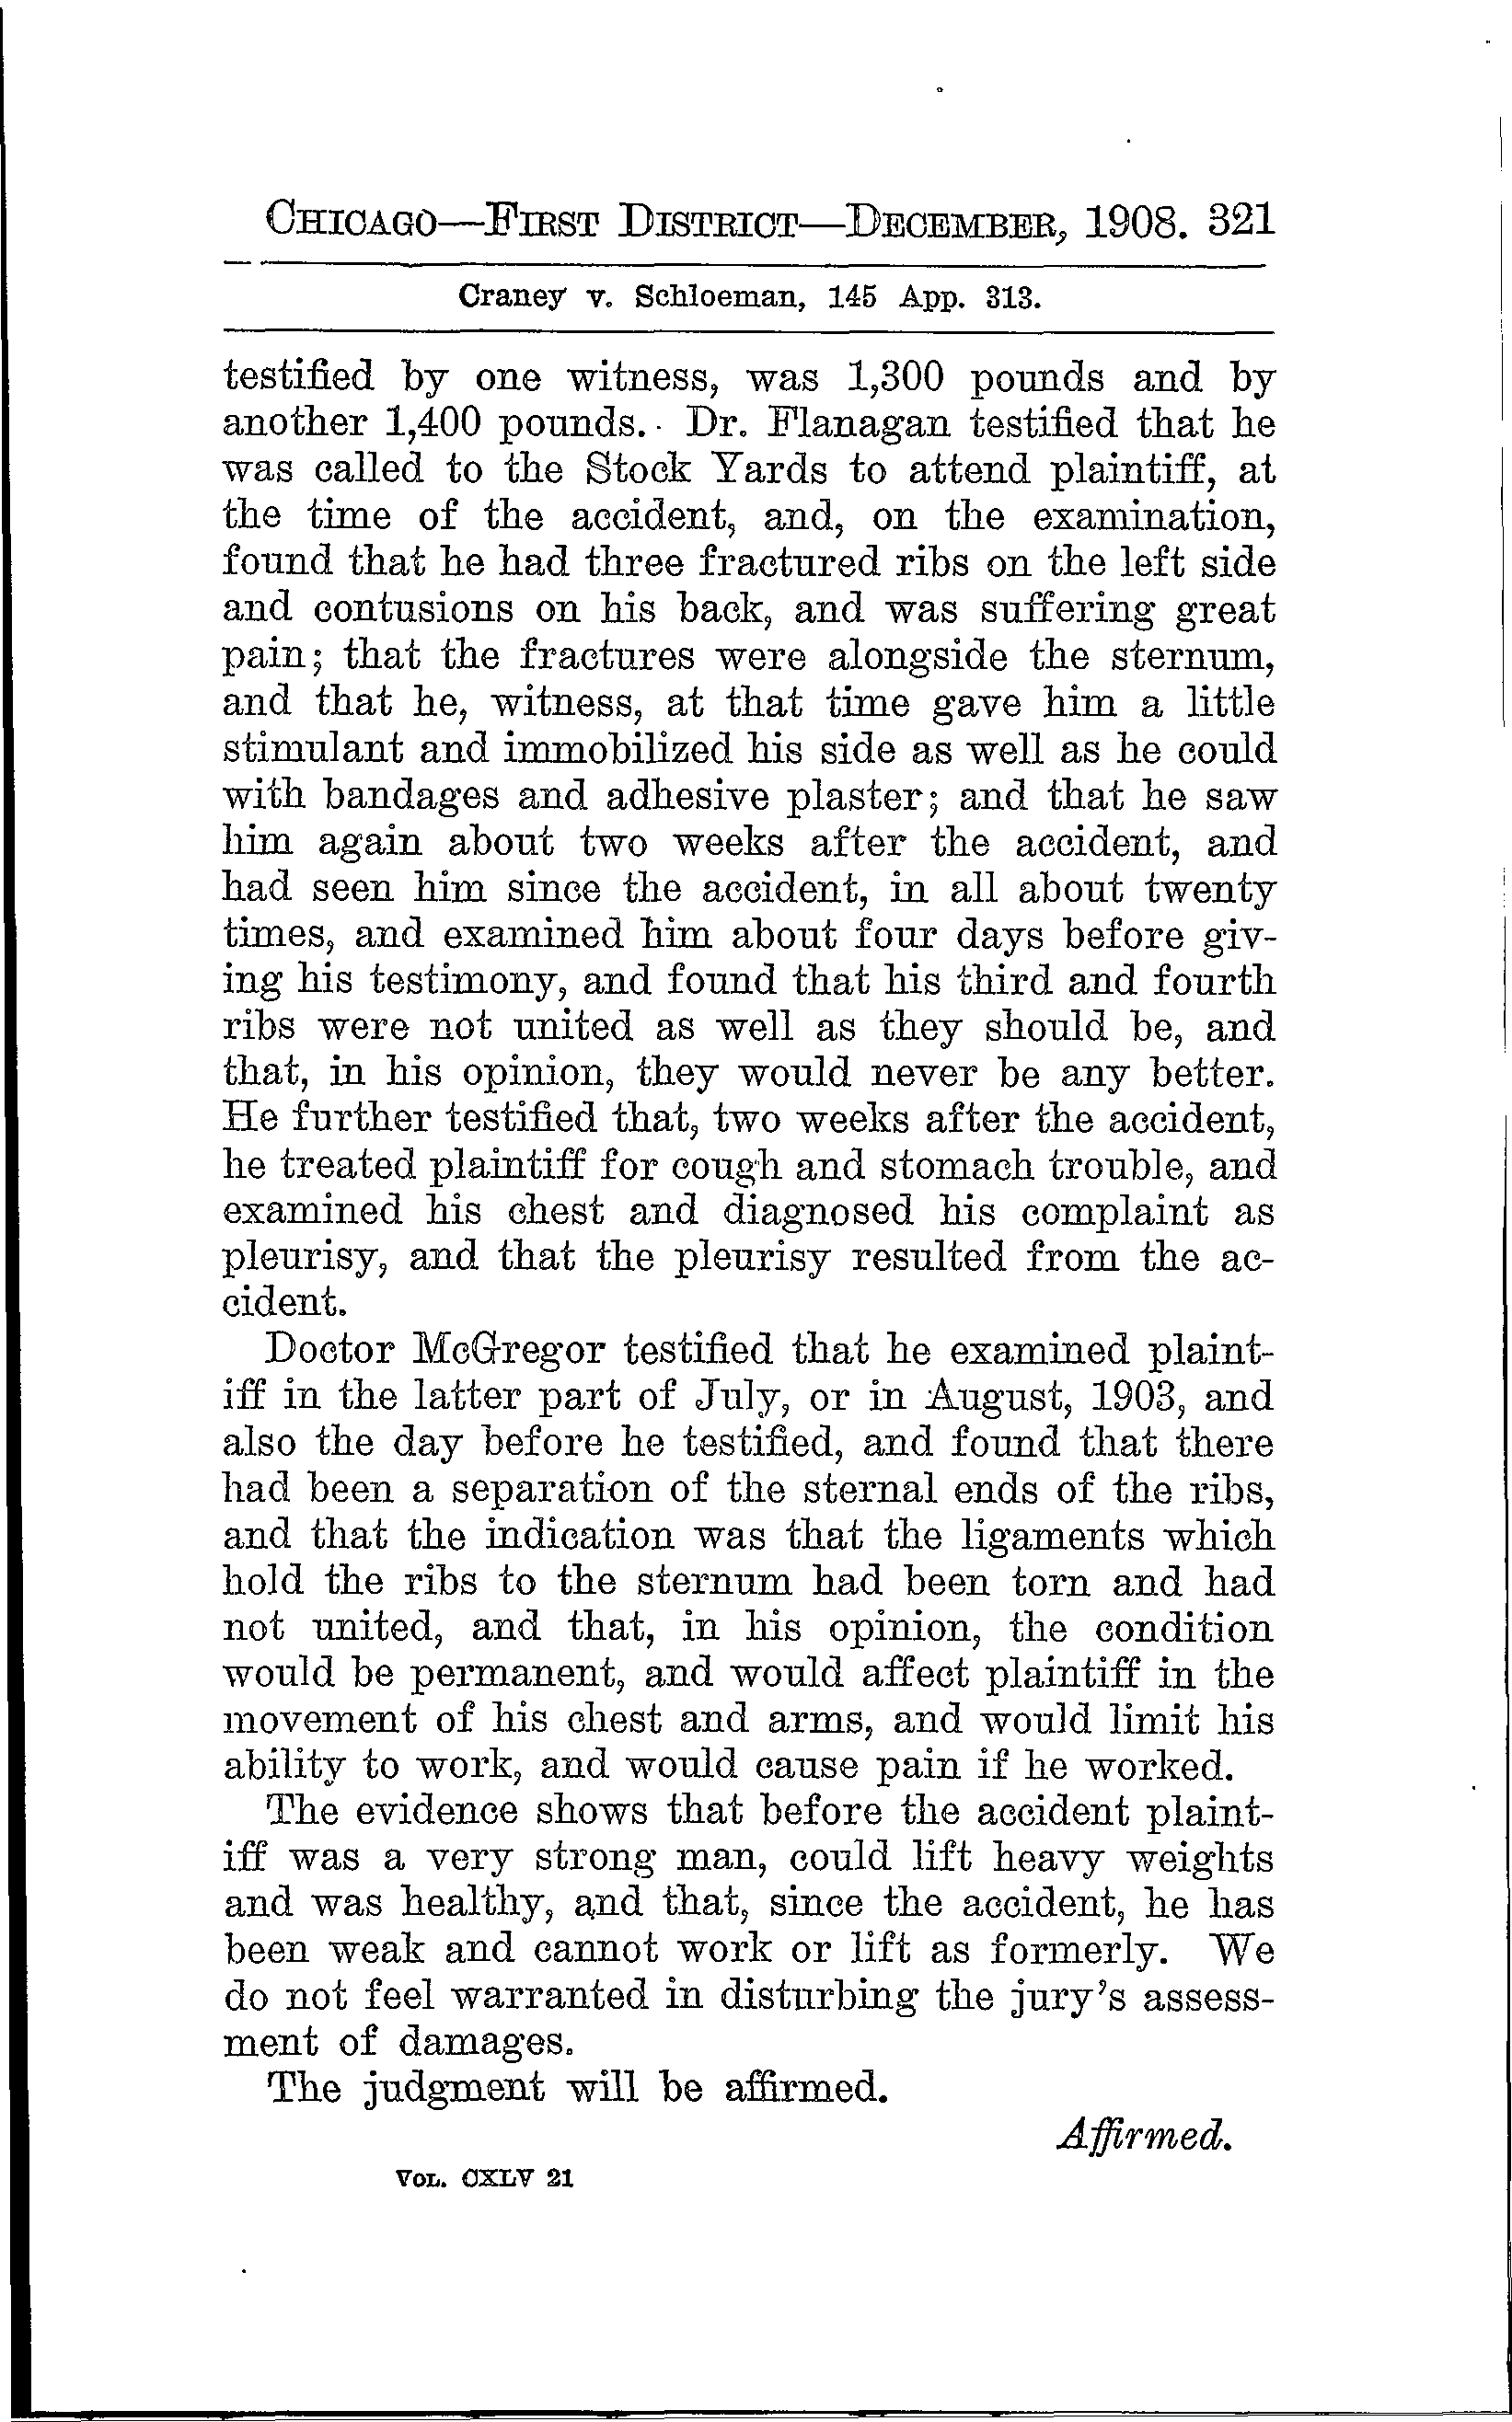 CHICAGO—FIRST DISTRICT—DECEMBER, 1908. 321
Craney v. Schloeman, 145 App. 313.
testified by one witness, was 1,300 pounds and by
another 1,400 pounds. Dr. Flanagan testified that he
was called to the Stock Yards to attend plaintiff, at
the time of the accident, and, on the examination,
found that he had three fractured ribs on the left side
and contusions on his back, and was suffering great
pain; that the fractures were alongside the sternum,
and that he, witness, at that time gave him a little
stimulant and immobilized his side as well as he could
with bandages and adhesive plaster; and that he saw
him again about two weeks after the accident, and
had seen him since the accident, in all about twenty
times, and examined him about four days before giv-
ing his testimony, and found that his third and fourth
ribs were not united as well as they should be, and
that, in his opinion, they would never be any better.
He further testified that, two weeks after the accident,
he treated plaintiff for cough and stomach trouble, and
examined his chest and diagnosed his complaint as
pleurisy, and that the pleurisy resulted from the ac-
cident.
Doctor McGregor testified that he examined plaint-
iff in the latter part of July, or in August, 1903, and
also the day before he testified, and found that there
had been a separation of the sternal ends of the ribs,
and that the indication was that the ligaments which
hold the ribs to the sternum had been torn and had
not united, and that, in his opinion, the condition
would be permanent, and would affect plaintiff in the
movement of his chest and arms, and would limit his
ability to work, and would cause pain if he worked.
The evidence shows that before the accident plaint-
iff was a very strong man, could lift heavy weights
and was healthy, and that, since the accident, he has
been weak and cannot work or lift as formerly. We
do not feel warranted in disturbing the jury's assess-
ment of damages.
The judgment will be affirmed.
Affirmed.
VOL. CXLV 21